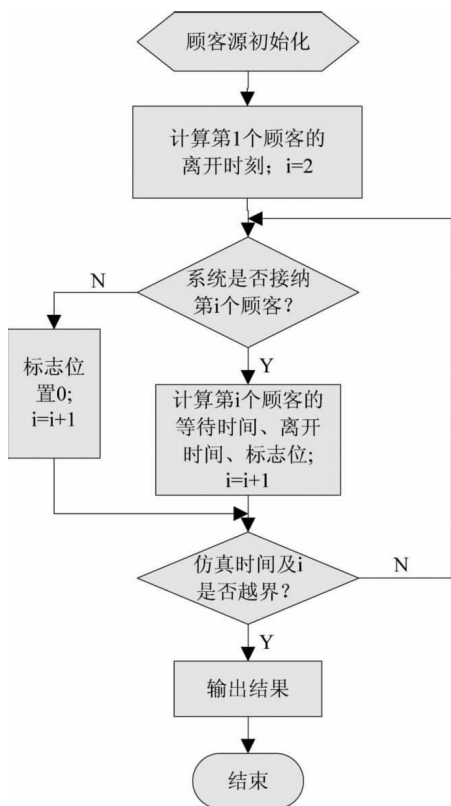 顾客源初始化
计算第1个顾客的
离开时刻；i=2
系统是否接纳
第i个顾客？
N
Y
标志位
置0;
i=i+1
计算第i个顾客的
等待时间、离开
时间、标志位;
i=i+1
仿真时间及i
是否越界？
N
Y
输出结果
结束